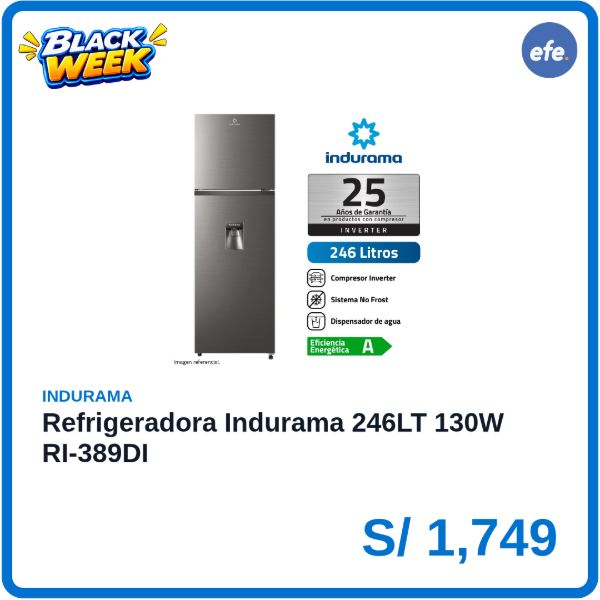 BLACK
WEEK
efe.
indurama
25
Años de Garantía
en productos con compresor
INVERTER
246 Litros
Compresor Inverter
Sistema No Frost
Dispensador de agua
Eficiencia
Energética
A
Imagen referencial.
INDURAMA
Refrigeradora Indurama 246LT 130W
RI-389DI
S/ 1,749